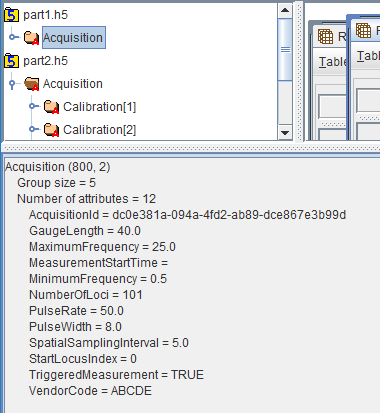 part1.h5
Acquisition
part2.h5
Acquisition
Calibration[1]
Calibration[2]
Table
Acquisition (800, 2)
Group size = 5
Number of attributes = 12
AcquisitionId = dc0e381a-094a-4fd2-ab89-dce867e3b99d
GaugeLength = 40.0
MaximumFrequency = 25.0
MeasurementStartTime =
MinimumFrequency = 0.5
NumberOfLoci = 101
PulseRate = 50.0
PulseWidth = 8.0
SpatialSamplingInterval = 5.0
StartLocusIndex = 0
TriggeredMeasurement = TRUE
VendorCode = ABCDE